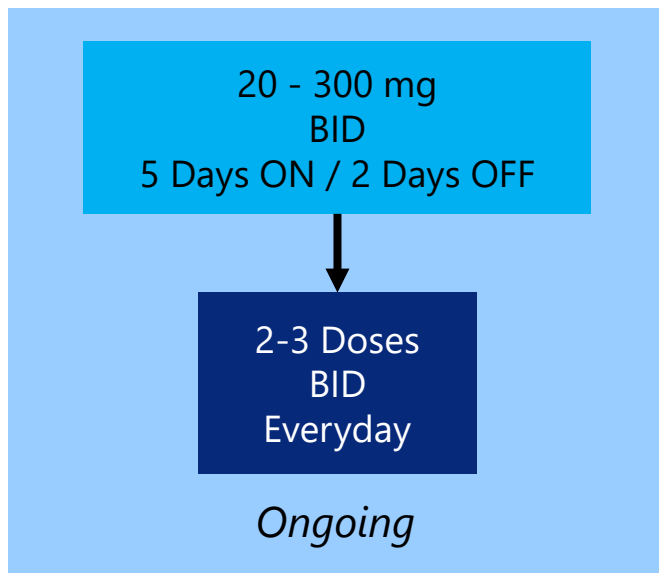 20 - 300 mg
BID
5 Days ON / 2 Days OFF
2-3 Doses
BID
Everyday
Ongoing